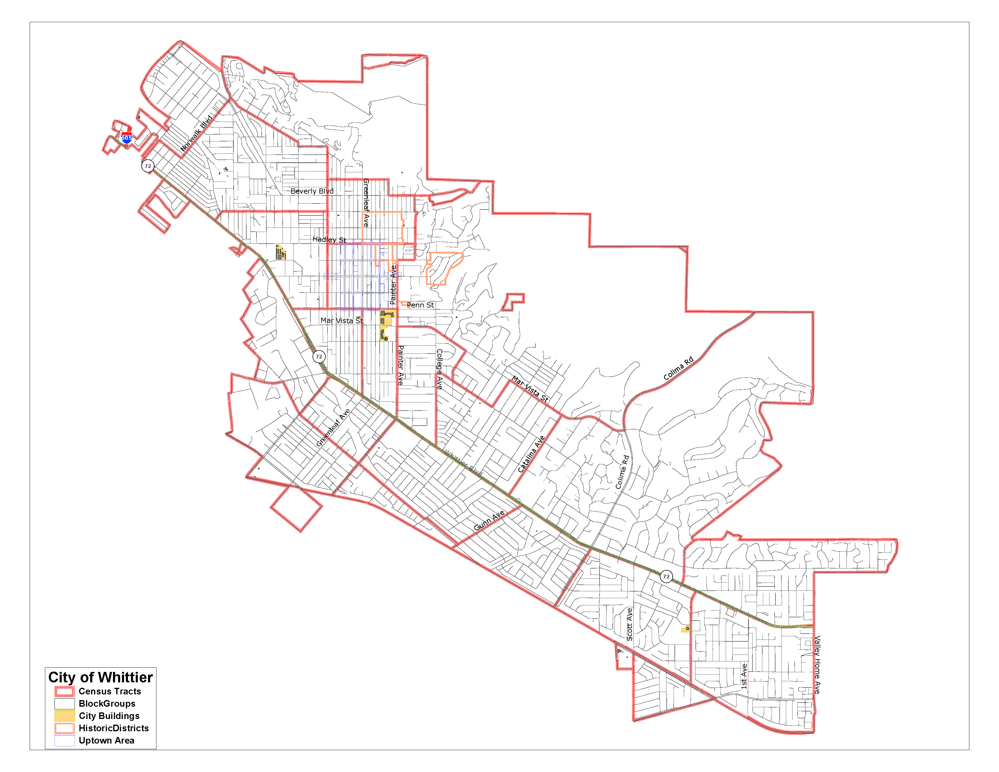 Norwalk Blvd
605
72
Greenleaf Ave
Beverly Blvd
Hadley St
Painter Ave
Penn St
Mar Vista St
72
Painter Ave
College Ave
Colima Rd
Mar Vista St
Greenleaf Ave
Catalina Ave
Whittier Blvd
Colima Rd
Gunn Ave
72
Scott Ave
Valley Home Ave
1st Ave
City of Whittier
Census Tracts
BlockGroups
City Buildings
HistoricDistricts
Uptown Area